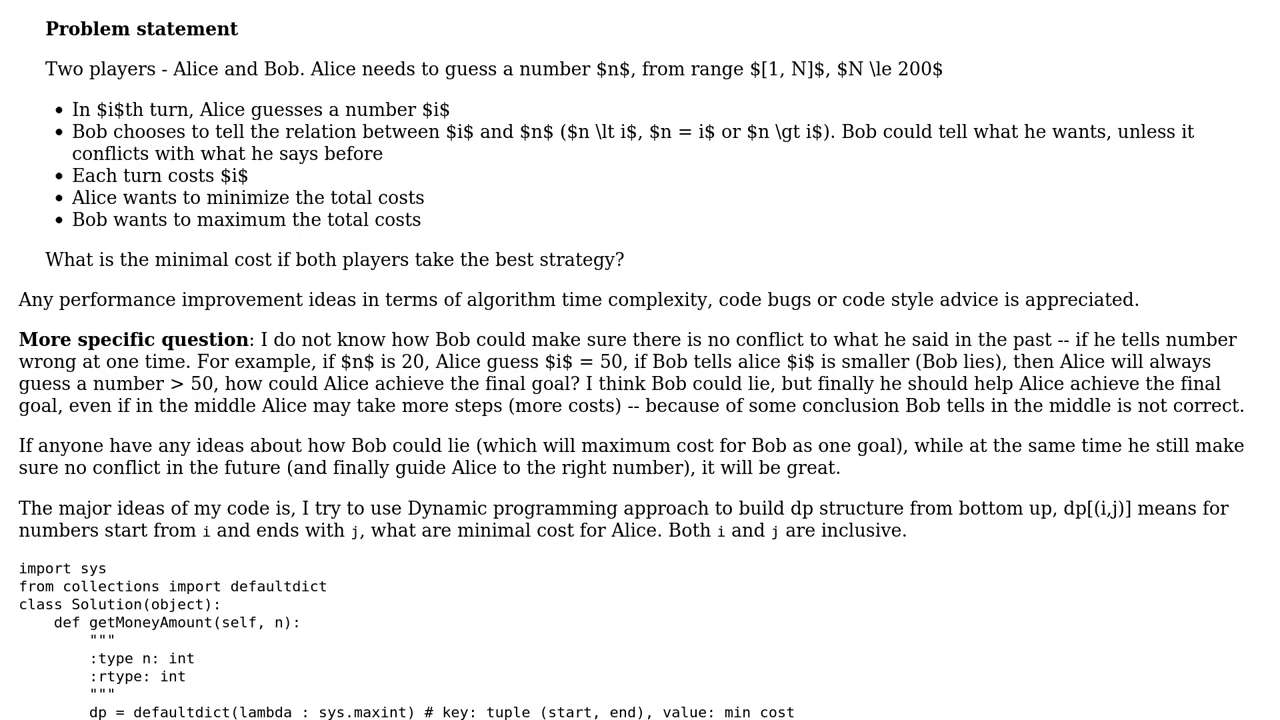 Problem statement
Two players - Alice and Bob. Alice needs to guess a number $n$, from range $[1, N]$, $N \le 200$
• In $i$th turn, Alice guesses a number $i$
• Bob chooses to tell the relation between $i$ and $n$ ($n \lt i$, $n = i$ or $n \gt i$). Bob could tell what he wants, unless it
conflicts with what he says before
• Each turn costs $i$
• Alice wants to minimize the total costs
• Bob wants to maximum the total costs
What is the minimal cost if both players take the best strategy?
Any performance improvement ideas in terms of algorithm time complexity, code bugs or code style advice is appreciated.
More specific question: I do not know how Bob could make sure there is no conflict to what he said in the past -- if he tells number
wrong at one time. For example, if $n$ is 20, Alice guess $i$ = 50, if Bob tells alice $i$ is smaller (Bob lies), then Alice will always
guess a number > 50, how could Alice achieve the final goal? I think Bob could lie, but finally he should help Alice achieve the final
goal, even if in the middle Alice may take more steps (more costs) -- because of some conclusion Bob tells in the middle is not correct.
If anyone have any ideas about how Bob could lie (which will maximum cost for Bob as one goal), while at the same time he still make
sure no conflict in the future (and finally guide Alice to the right number), it will be great.
The major ideas of my code is, I try to use Dynamic programming approach to build dp structure from bottom up, dp[(i,j)] means for
numbers start from i and ends with j, what are minimal cost for Alice. Both i and j are inclusive.
import sys
from collections import defaultdict
class Solution(object):
    def getMoneyAmount(self, n):
        """
        :type n: int
        :rtype: int
        """
        dp = defaultdict(lambda : sys.maxint) # key: tuple (start, end), value: min cost